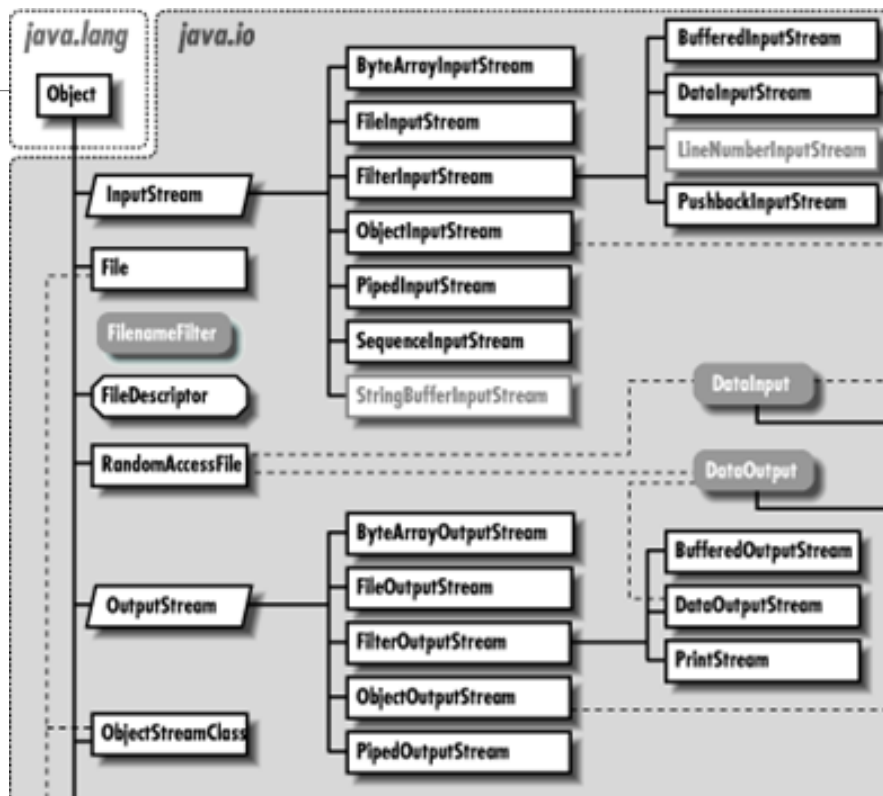 java.lang
java.io
Object
InputStream
File
FilenameFilter
FileDescriptor
RandomAccessFile
OutputStream
ObjectStreamClass
ByteArrayInputStream
FileInputStream
FilterInputStream
ObjectInputStream
PipedInputStream
SequenceInputStream
StringBufferInputStream
BufferedInputStream
DataInputStream
LineNumberInputStream
PushbackInputStream
DataInput
DataOutput
ByteArrayOutputStream
FileOutputStream
FilterOutputStream
ObjectOutputStream
PipedOutputStream
BufferedOutputStream
DataOutputStream
PrintStream